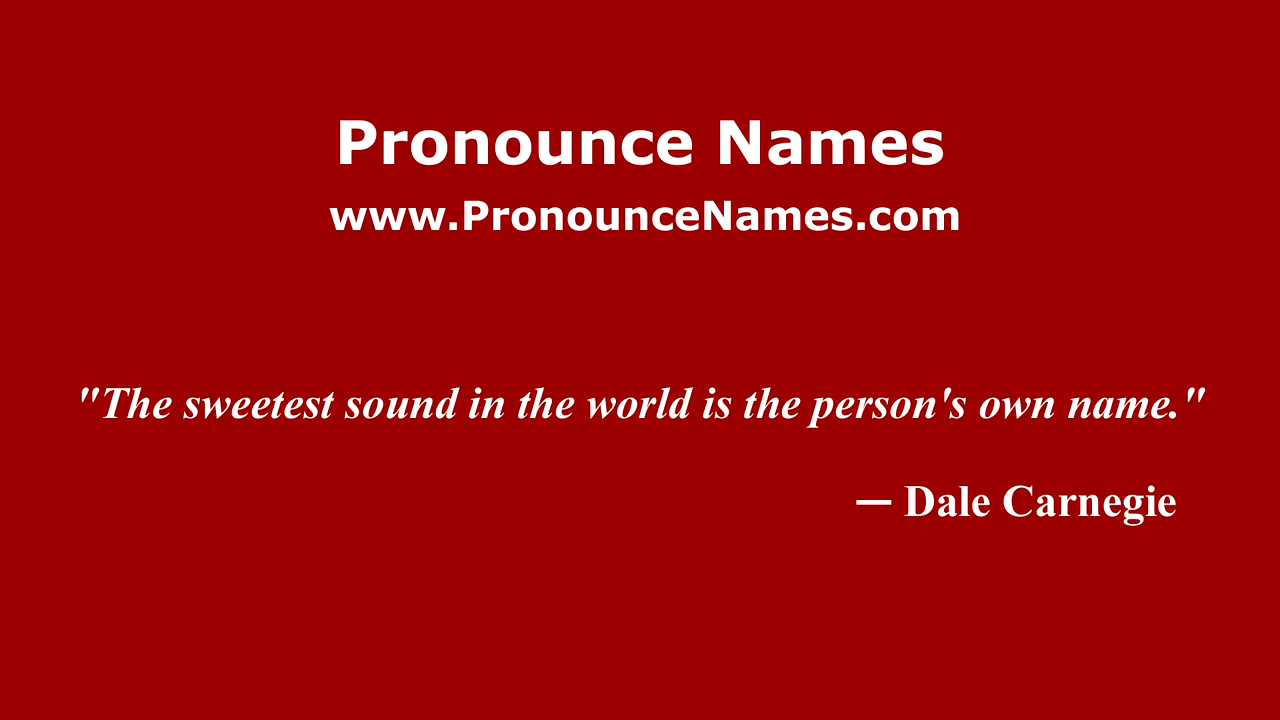 Pronounce Names
www.PronounceNames.com
"The sweetest sound in the world is the person's own name."
— Dale Carnegie